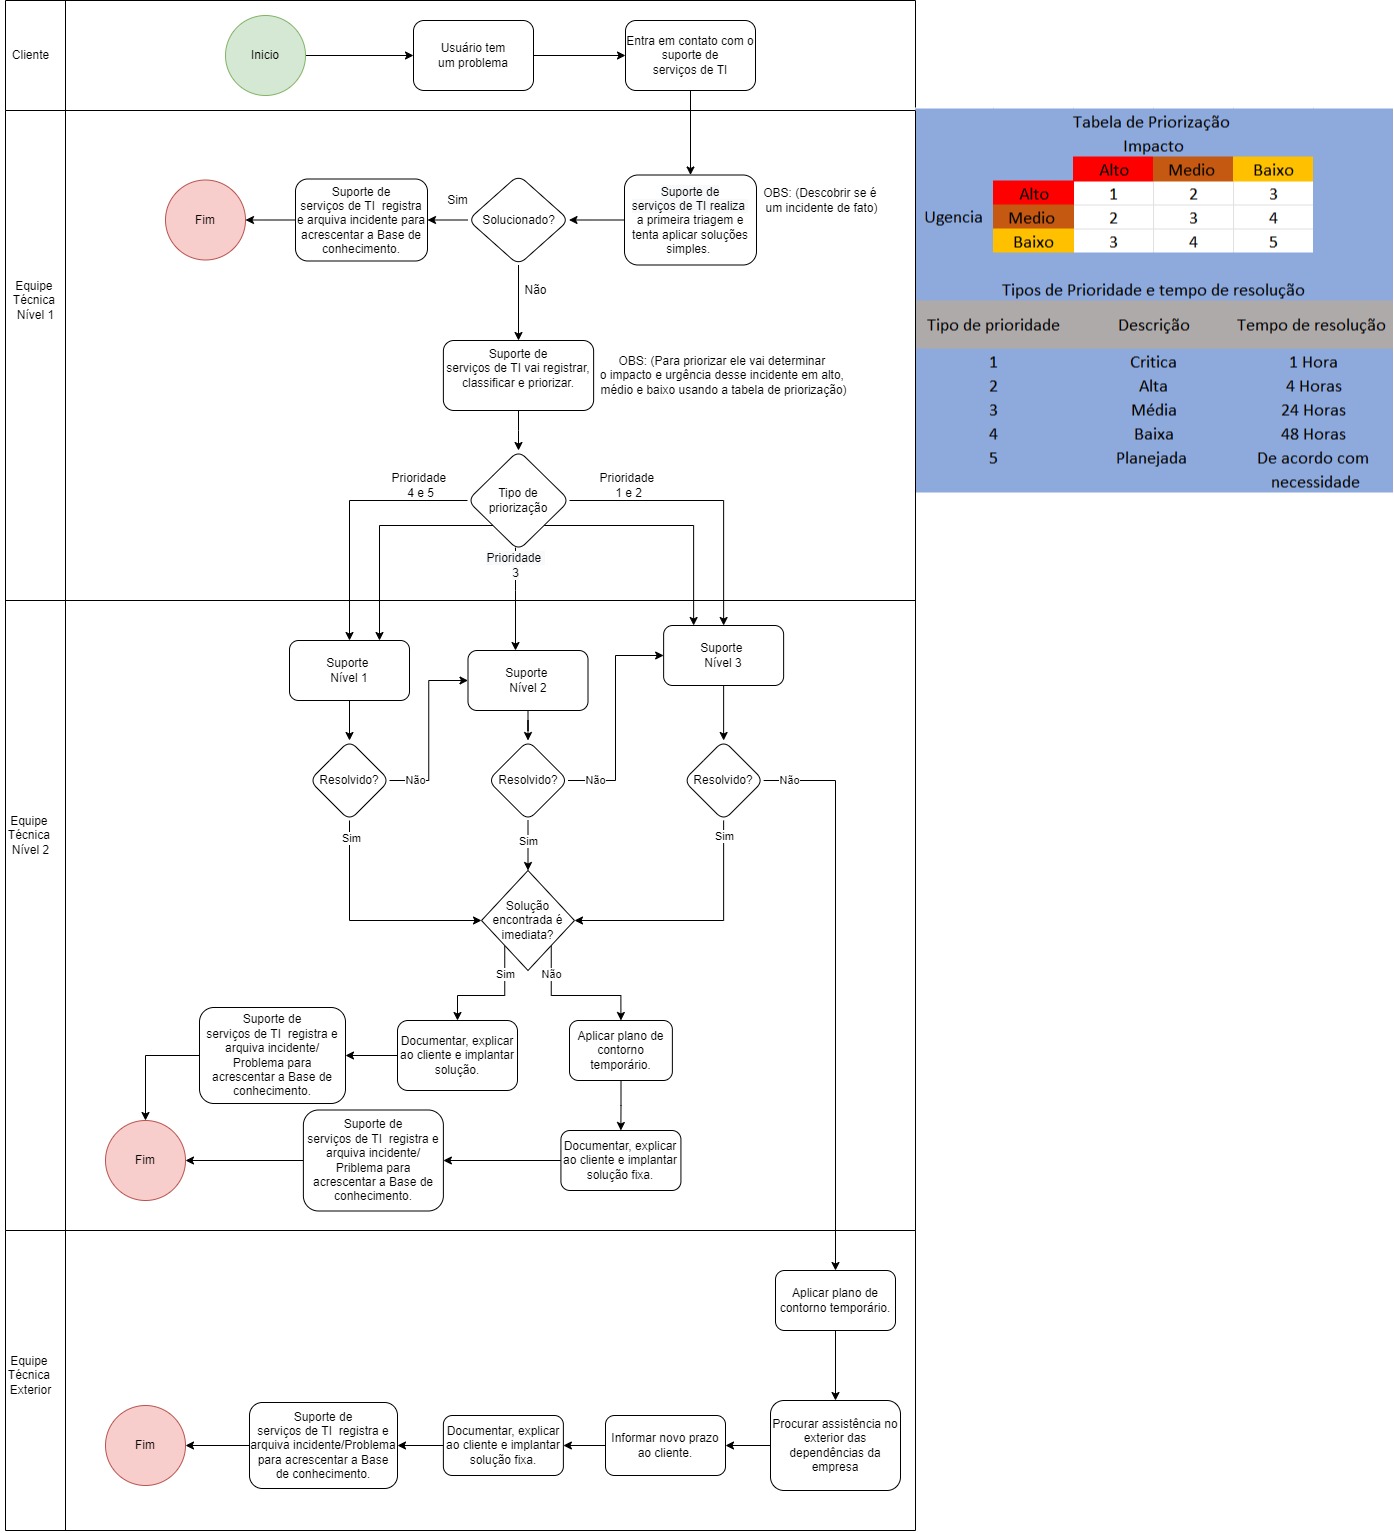 Cliente
Inicio
Usuário tem
um problema
Entra em contato com o
suporte de
serviços de TI
Equipe
Técnica
Nível 1
Fim
Suporte de
serviços de TI registra
e arquiva incidente para
acrescentar a Base de
conhecimento.
Sim
Solucionado?
Suporte de
serviços de TI realiza
a primeira triagem e
tenta aplicar soluções
simples.
OBS: (Descobrir se é
um incidente de fato)
Não
Suporte de
serviços de TI vai registrar,
classificar e priorizar.
OBS: (Para priorizar ele vai determinar
o impacto e urgência desse incidente em alto,
médio e baixo usando a tabela de priorização)
Prioridade
4 e 5
Tipo de
priorização
Prioridade
1 e 2
Prioridade
3
Tabela de Priorização
Impacto
Alto Medio Baixo
Alto 1 2 3
Ugencia Medio 2 3 4
Baixo 3 4 5
Tipos de Prioridade e tempo de resolução
Tipo de prioridade Descrição Tempo de resolução
1 Critica 1 Hora
2 Alta 4 Horas
3 Média 24 Horas
4 Baixa 48 Horas
5 Planejada De acordo com
necessidade
Equipe
Técnica
Nível 2
Suporte
Nível 1
Suporte
Nível 2
Suporte
Nível 3
Resolvido?
Não
Resolvido?
Não
Resolvido?
Não
Sim
Sim
Sim
Solução
encontrada é
imediata?
Sim
Não
Suporte de
serviços de TI registra e
arquiva incidente/
Problema para
acrescentar a Base de
conhecimento.
Documentar, explicar
ao cliente e implantar
solução.
Aplicar plano de
contorno
temporário.
Fim
Suporte de
serviços de TI registra e
arquiva incidente/
Priblema para
acrescentar a Base de
conhecimento.
Documentar, explicar
ao cliente e implantar
solução fixa.
Equipe
Técnica
Exterior
Aplicar plano de
contorno temporário.
Fim
Suporte de
serviços de TI registra e
arquiva incidente/Problema
para acrescentar a Base
de conhecimento.
Documentar, explicar
ao cliente e implantar
solução fixa.
Informar novo prazo
ao cliente.
Procurar assistência no
exterior das
dependências da
empresa